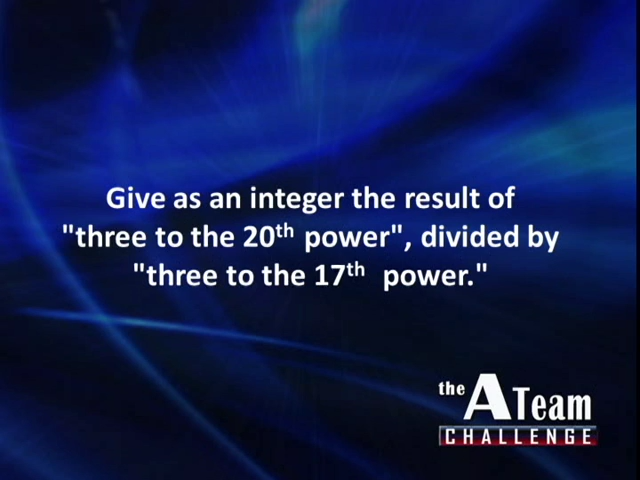 Give as an integer the result of
"three to the 20th power", divided by
"three to the 17th  power."
the A Team
CHALLENGE